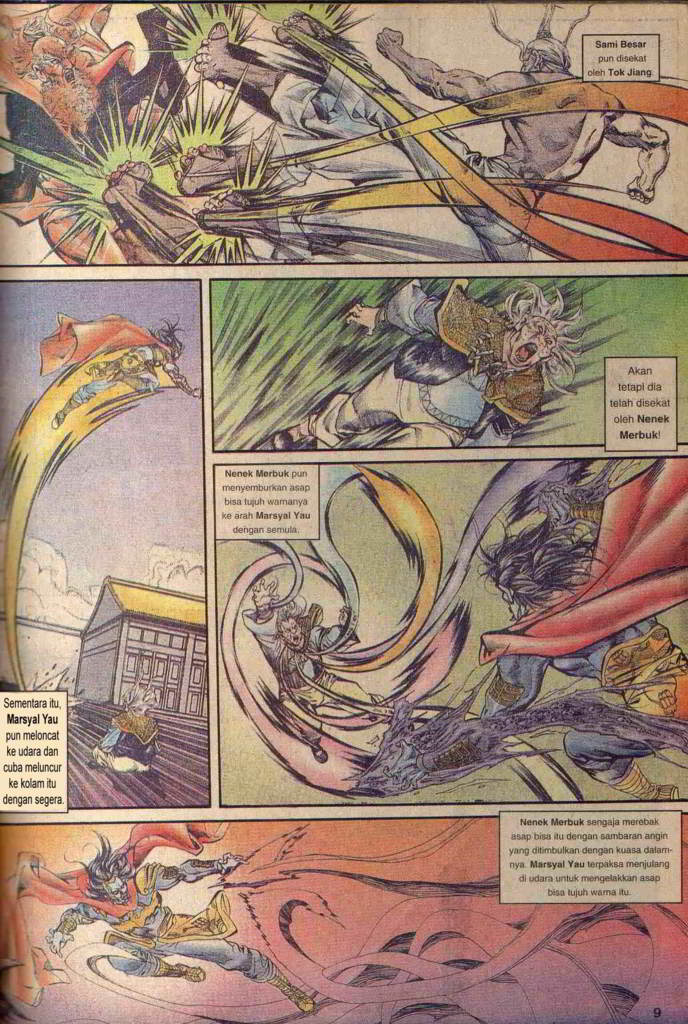 Sami Besar
pun disekat
oleh Tok Jiang.
Akan
tetapi dia
telah disekat
oleh Nenek
Merbuk!
Sementara itu,
Marsyal Yau
pun meloncat
ke udara dan
cuba meluncur
ke kolam itu
dengan segera.
Nenek Merbuk pun
menyemburkan asap
bisa tujuh warnanya
ke arah Marsyal Yau
dengan semula.
Nenek Merbuk sengaja merebak
asap bisa itu dengan sambaran angin
yang ditimbulkan dengan kuasa dalam-
nya. Marsyal Yau terpaksa menjulang
di udara untuk mengelakkan asap
bisa tujuh warna itu.
9